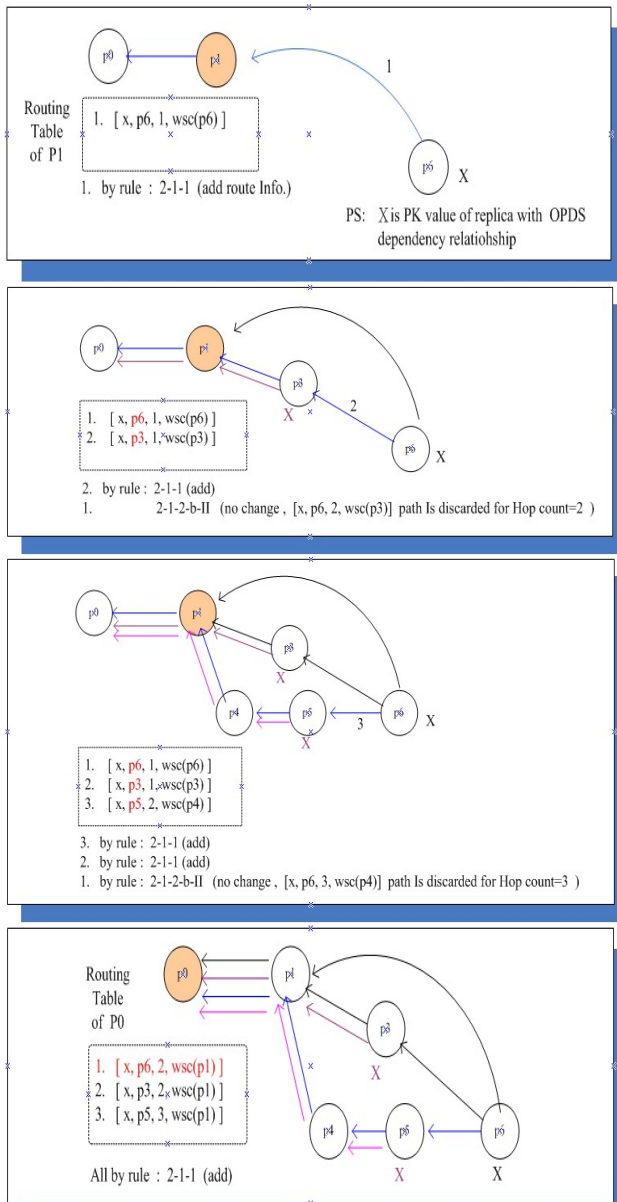 p0
p1
1
Routing
Table
of P1
1. [ x, p6, 1, wsc(p6) ]
p6
X
1. by rule : 2-1-1 (add route Info.)
PS: X is PK value of replica with OPDS
dependency relatiohship
p0
p1
p3
X
2
p6
X
1. [ x, p6, 1, wsc(p6) ]
2. [ x, p3, 1, wsc(p3) ]
2. by rule : 2-1-1 (add)
1. 2-1-2-b-II (no change , [x, p6, 2, wsc(p3)] path Is discarded for Hop count=2 )
p0
p1
p3
X
p4
p5
3
p6
X
X
1. [ x, p6, 1, wsc(p6) ]
2. [ x, p3, 1, wsc(p3) ]
3. [ x, p5, 2, wsc(p4) ]
3. by rule : 2-1-1 (add)
2. by rule : 2-1-1 (add)
1. by rule : 2-1-2-b-II (no change , [x, p6, 3, wsc(p4)] path Is discarded for Hop count=3 )
p0
p1
Routing
Table
of P0
p3
X
1. [ x, p6, 2, wsc(p1) ]
2. [ x, p3, 2, wsc(p1) ]
3. [ x, p5, 3, wsc(p1) ]
p4
p5
p6
X
X
All by rule : 2-1-1 (add)